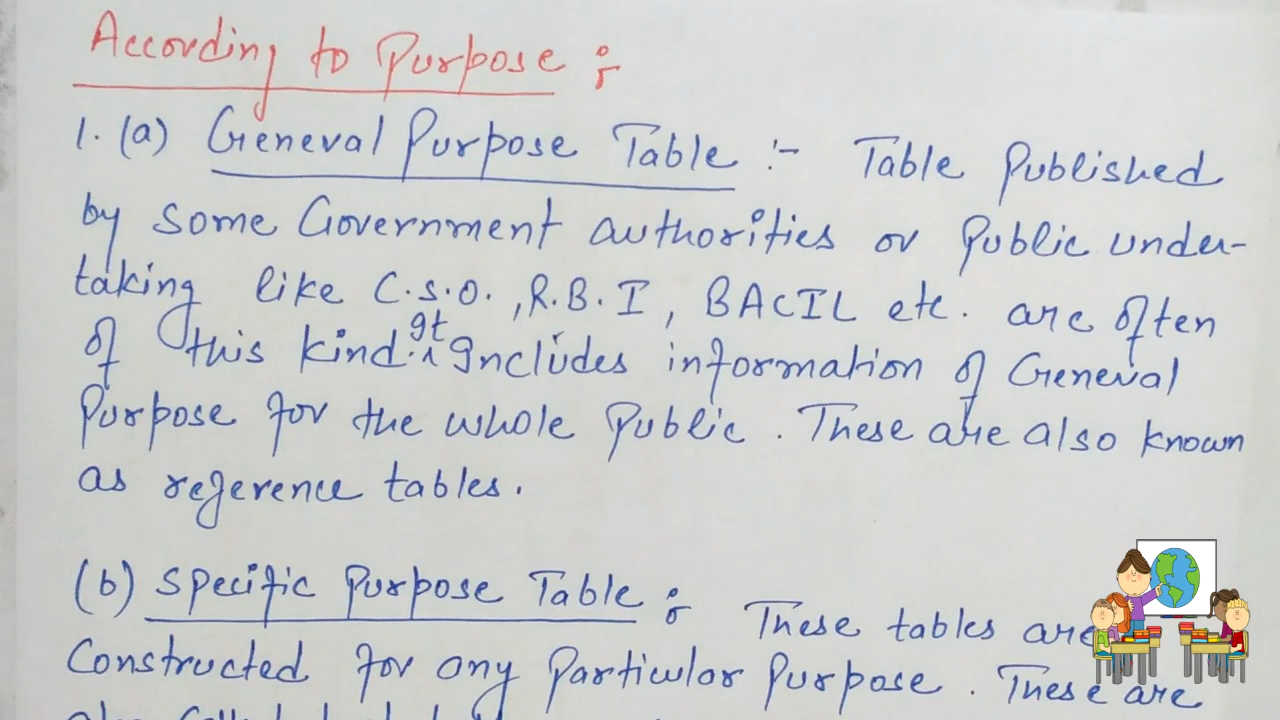 According to Purpose :-
1. (a) General Purpose Table :- Table Published
by some Government authorities or Public under-
taking like C.S.O., R.B.I, BACIL etc. are often
of this kind. It Includes information of General
Purpose for the whole Public. These are also known
as reference tables.
(b) Specific Purpose Table :- These tables are
Constructed for any Particular Purpose. These are
also called